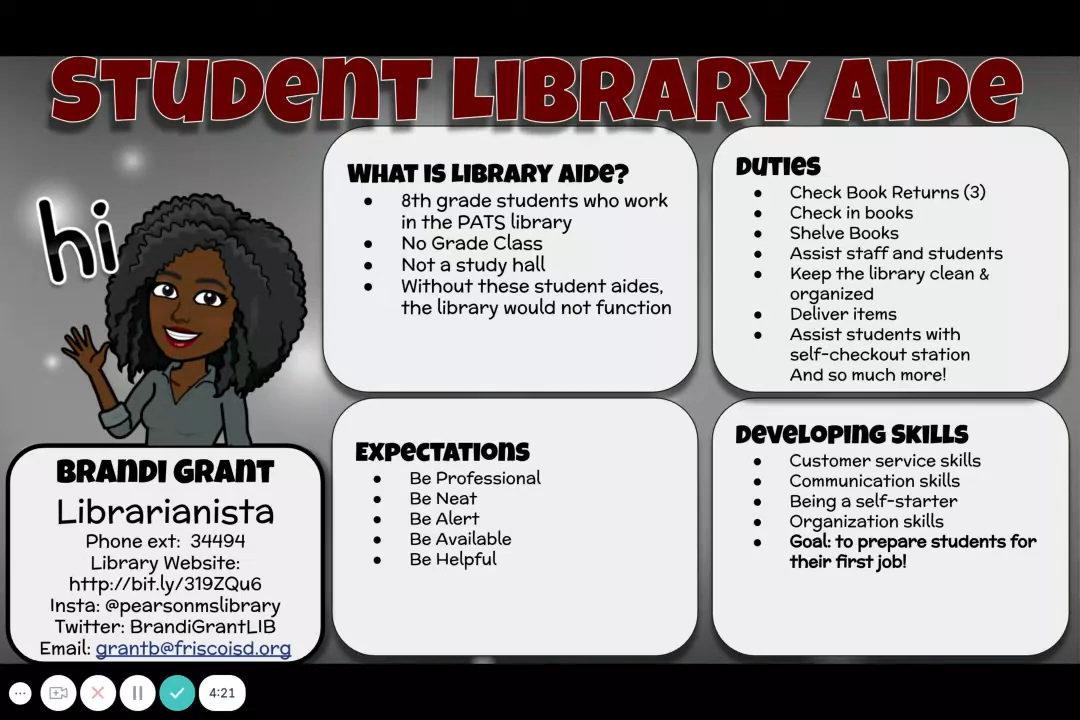 STUDENT LIBRARY AIDE
hi
WHAT IS LIBRARY AIDE?
● 8th grade students who work
in the PATS library
● No Grade Class
● Not a study hall
● Without these student aides,
the library would not function
DUTIES
● Check Book Returns (3)
● Check in books
● Shelve Books
● Assist staff and students
● Keep the library clean &
organized
● Deliver items
● Assist students with
self-checkout station
And so much more!
EXPECTATIONS
● Be Professional
● Be Neat
● Be Alert
● Be Available
● Be Helpful
DEVELOPING SKILLS
● Customer service skills
● Communication skills
● Being a self-starter
● Organization skills
● Goal: to prepare students for
their first job!
BRANDI GRANT
Librarianista
Phone ext: 34494
Library Website:
http://bit.ly/319ZQu6
Insta: @pearsonmslibrary
Twitter: BrandiGrantLIB
Email: grantb@friscoisd.org
4:21